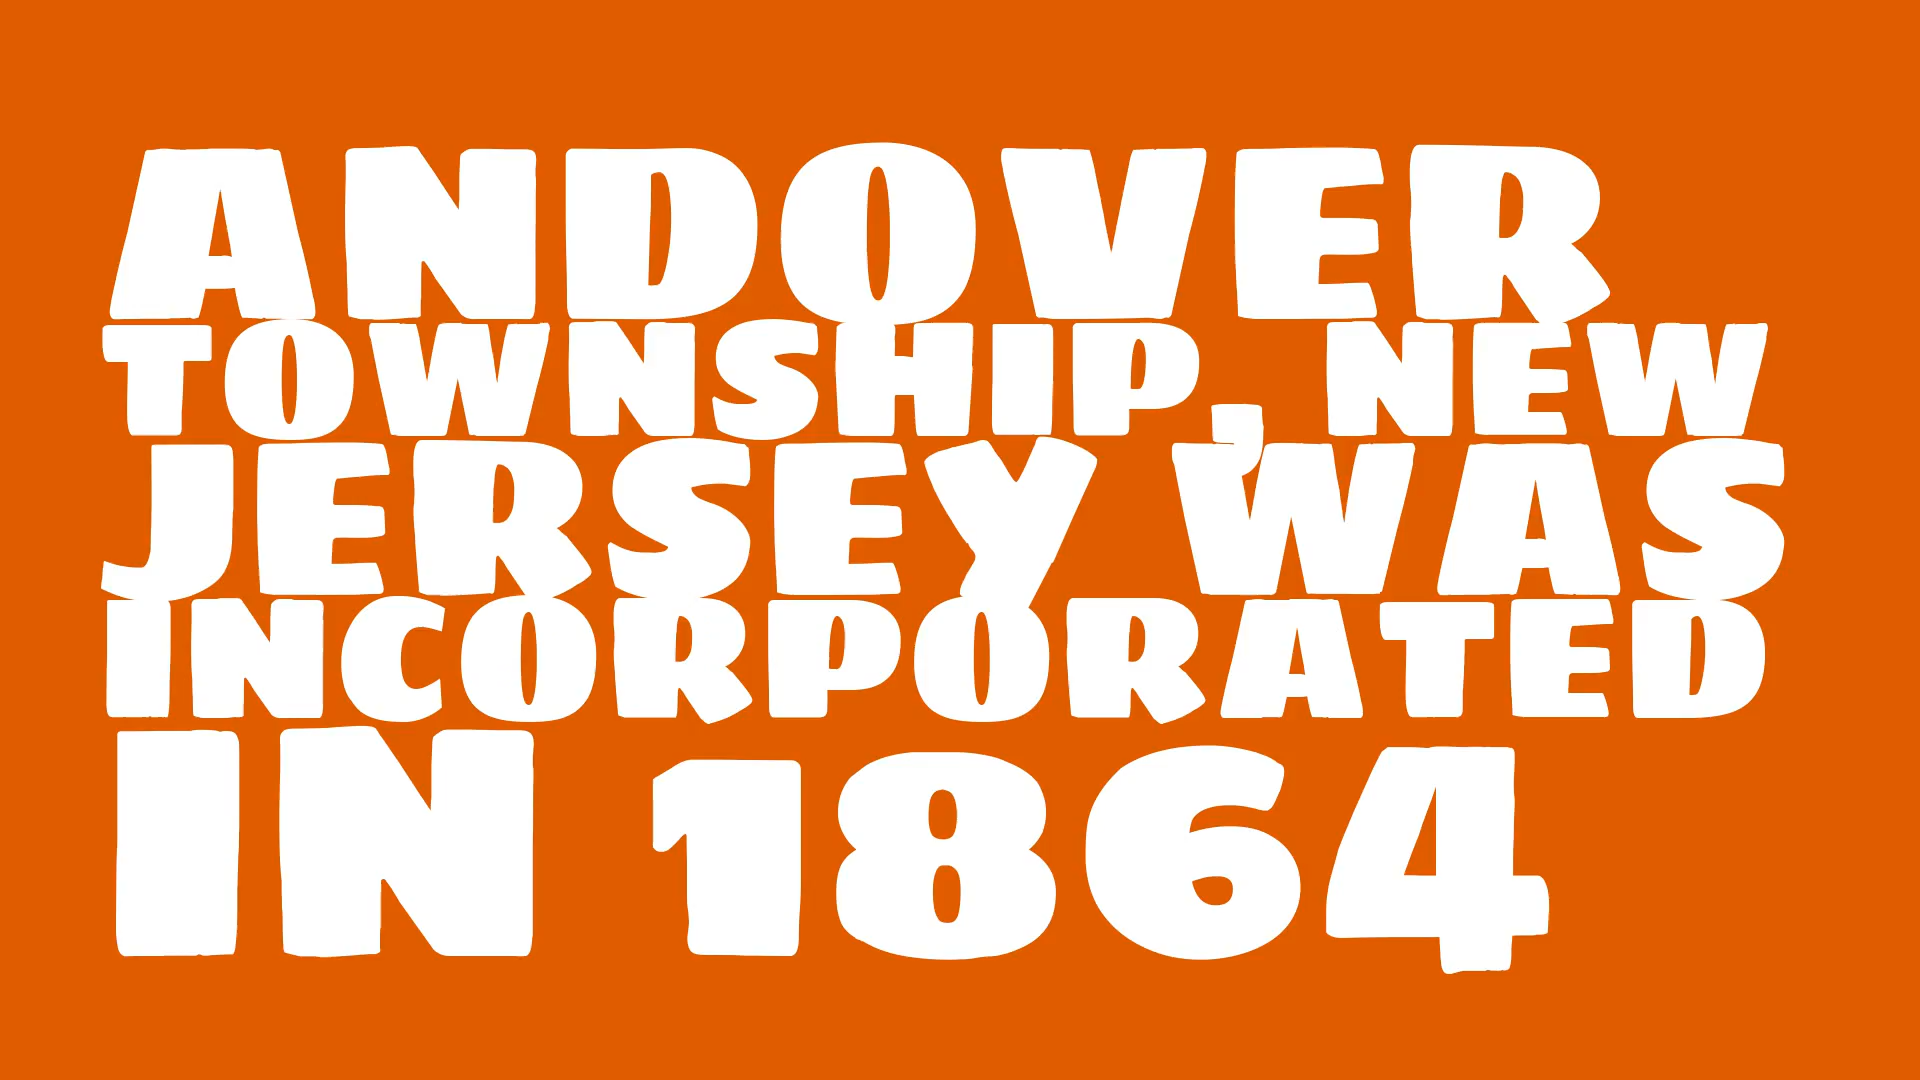 ANDOVER
TOWNSHIP, NEW
JERSEY WAS
INCORPORATED
IN 1864